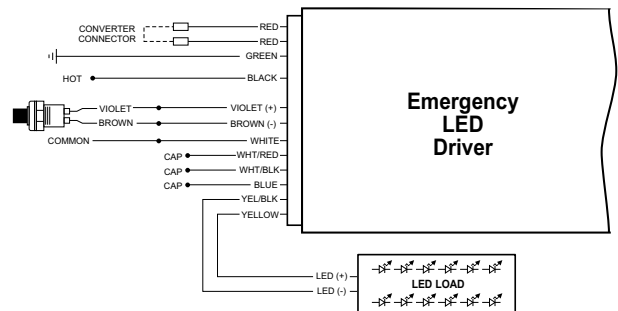 CONVERTER
CONNECTOR
RED
RED
GREEN
HOT
BLACK
VIOLET
VIOLET (+)
BROWN
BROWN (-)
COMMON
WHITE
CAP
WHT/RED
CAP
WHT/BLK
CAP
BLUE
YEL/BLK
YELLOW
Emergency
LED
Driver
LED (+)
LED (-)
LED LOAD